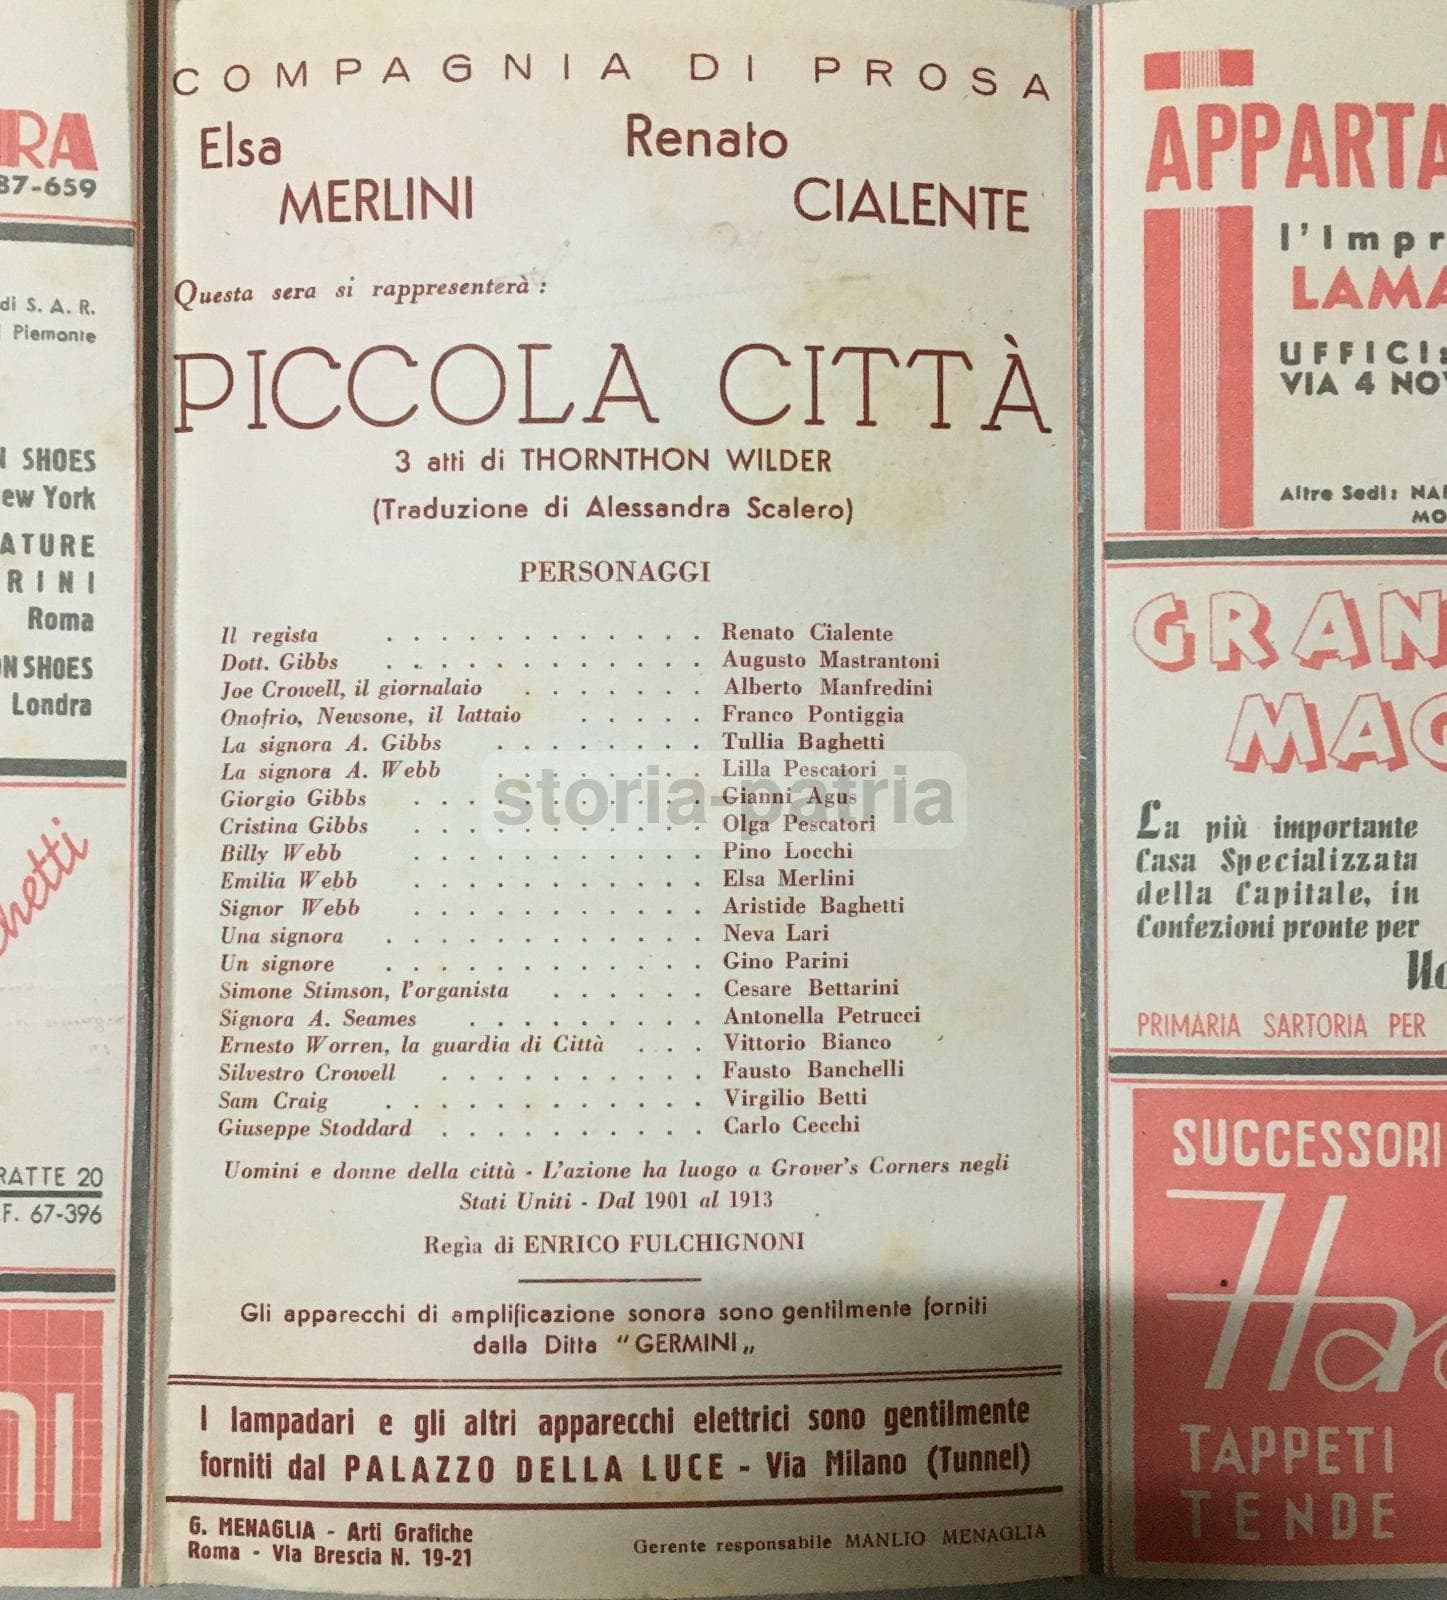 COMPAGNIA DI PROSA
Elsa
MERLINI
Renato
CIALENTE
Questa sera si rappresenterà :
PICCOLA CITTÀ
3 atti di THORNTHON WILDER
(Traduzione di Alessandra Scalero)
PERSONAGGI
Il regista . . . . . . . . . . . . Renato Cialente
Dott. Gibbs . . . . . . . . . . . . Augusto Mastrantoni
Joe Crowell, il giornalaio . . . . . . . Alberto Manfredini
Onofrio, Newsone, il lattaio . . . . . Franco Pontiggia
La signora A. Gibbs . . . . . . . . Tullia Baghetti
La signora A. Webb . . . . . . . . Lilla Pescatori
Giorgio Gibbs . . . . . . . . . . . Gianni Agus
Cristina Gibbs . . . . . . . . . . . Olga Pescatori
Billy Webb . . . . . . . . . . . Pino Locchi
Emilia Webb . . . . . . . . . . . Elsa Merlini
Signor Webb . . . . . . . . . . . Aristide Baghetti
Una signora . . . . . . . . . . . . Neva Lari
Un signore . . . . . . . . . . . . Gino Parini
Simone Stimson, l'organista . . . . . . Cesare Bettarini
Signora A. Seames . . . . . . . . . Antonella Petrucci
Ernesto Worren, la guardia di Città . . . Vittorio Bianco
Silvestro Crowell . . . . . . . . . . Fausto Banchelli
Sam Craig . . . . . . . . . . . . Virgilio Betti
Giuseppe Stoddard . . . . . . . . . . Carlo Cecchi
Uomini e donne della città - L'azione ha luogo a Grover's Corners negli
Stati Uniti - Dal 1901 al 1913
Regìa di ENRICO FULCHIGNONI
Gli apparecchi di amplificazione sonora sono gentilmente forniti
dalla Ditta "GERMINI„
I lampadari e gli altri apparecchi elettrici sono gentilmente
forniti dal PALAZZO DELLA LUCE - Via Milano (Tunnel)
G. MENAGLIA - Arti Grafiche
Roma - Via Brescia N. 19-21
Gerente responsabile MANLIO MENAGLIA
storia-patria
RA
87-659
di S. A. R.
Piemonte
N SHOES
ew York
ATURE
RINI
Roma
ON SHOES
Londra
hetti
RATTE 20
F. 67-396
NI
APPARTA
l'Impr
LAMA
UFFICI:
VIA 4 NOV
Altre Sedi: NAP
MO
GRAN
MAG
La più importante
Casa Specializzata
della Capitale, in
Confezioni pronte per
Uo
PRIMARIA SARTORIA PER
SUCCESSORI
Ha
TAPPETI
TENDE